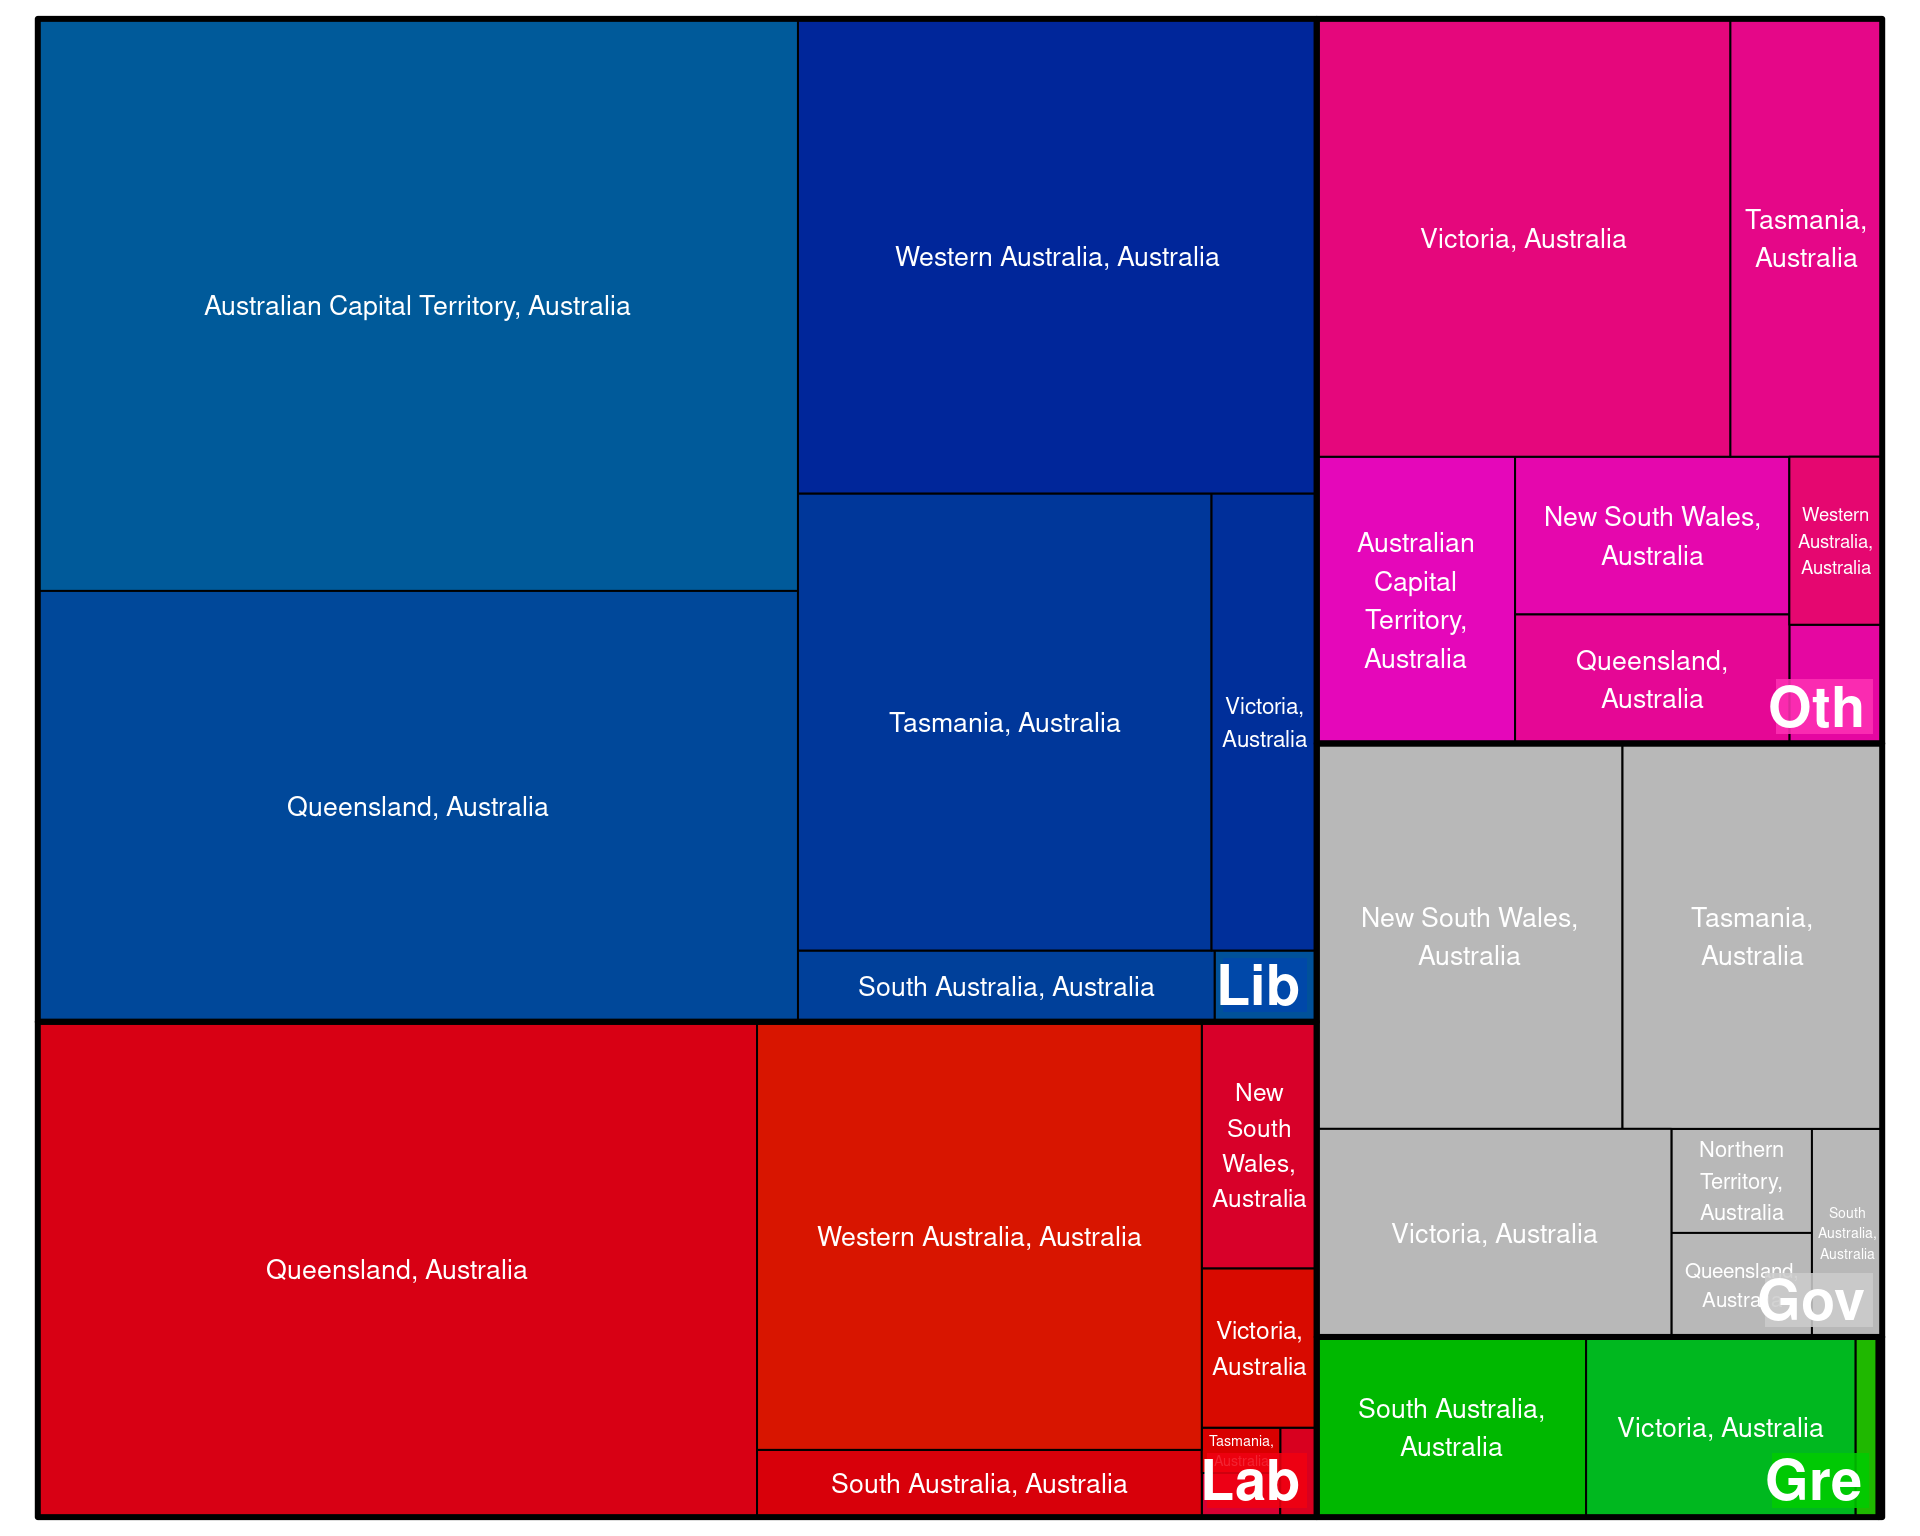 Australian Capital Territory, Australia
Queensland, Australia
Western Australia, Australia
Tasmania, Australia
Victoria,
Australia
South Australia, Australia
Lib
Queensland, Australia
Western Australia, Australia
South Australia, Australia
New
South
Wales,
Australia
Victoria,
Australia
Tasmania,
Australia
Lab
Victoria, Australia
Tasmania,
Australia
Australian
Capital
Territory,
Australia
New South Wales,
Australia
Queensland,
Australia
Western
Australia,
Australia
Oth
New South Wales,
Australia
Tasmania,
Australia
Victoria, Australia
Northern
Territory,
Australia
Queensland,
Australia
South
Australia,
Australia
Gov
South Australia,
Australia
Victoria, Australia
Gre